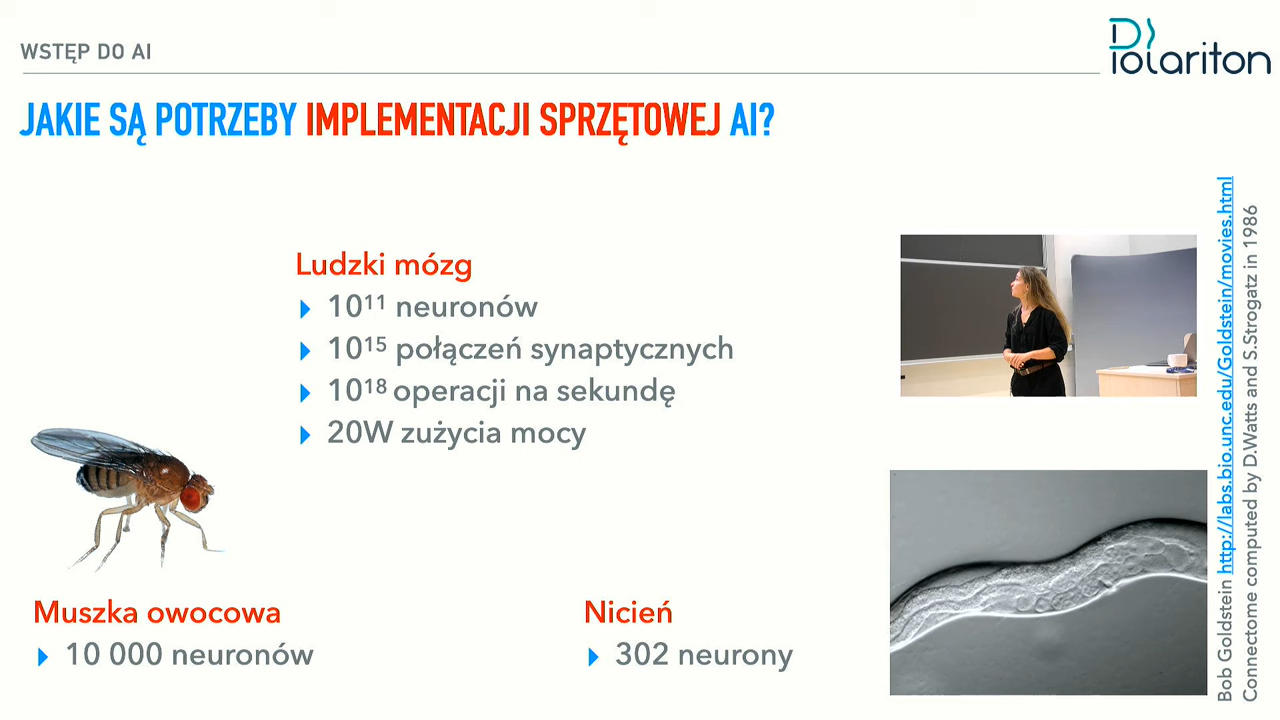 WSTĘP DO AI
Polariton
JAKIE SĄ POTRZEBY IMPLEMENTACJI SPRZĘTOWEJ AI?
Ludzki mózg
10¹¹ neuronów
10¹⁵ połączeń synaptycznych
10¹⁸ operacji na sekundę
20W zużycia mocy
Muszka owocowa
10 000 neuronów
Nicień
302 neurony
Bob Goldstein http://labs.bio.unc.edu/Goldstein/movies.html
Connectome computed by D.Watts and S.Strogatz in 1986